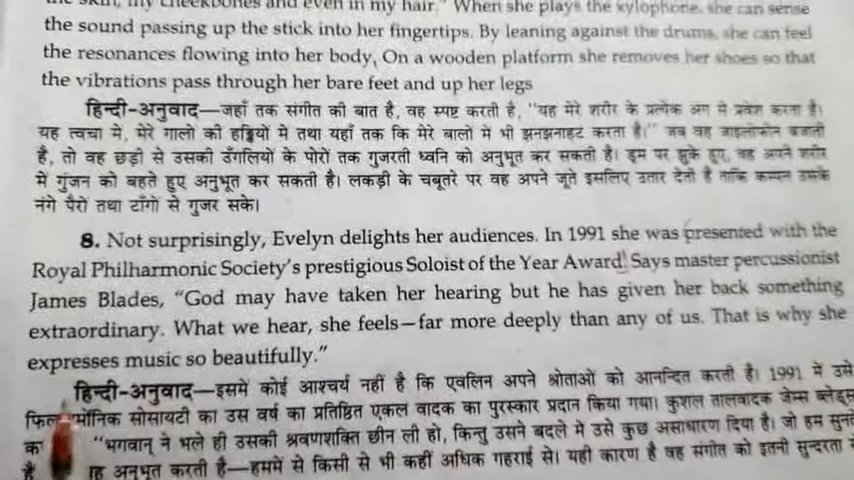 the skin, my cheekbones and even in my hair." When she plays the xylophone, she can sense
the sound passing up the stick into her fingertips. By leaning against the drums, she can feel
the resonances flowing into her body, On a wooden platform she removes her shoes so that
the vibrations pass through her bare feet and up her legs
हिन्दी-अनुवाद—जहाँ तक संगीत की बात है, वह स्पष्ट करती है, "यह मेरे शरीर के प्रत्येक अग से प्रवेश करता है।
यह त्वचा में, मेरे गालो की हड्डियों में तथा यहाँ तक कि मेरे बालो में भी झनझनाहट करता है।" जब वह जाइलोफोन बजाती
है, तो वह छड़ी से उसकी उँगलियों के पोरों तक गुजरती ध्वनि को अनुभूत कर सकती है। ड्रम पर झुके हुए, वह अपने शरीर
में गुंजन को बहते हुए अनुभूत कर सकती है। लकड़ी के चबूतरे पर वह अपने जूते इसलिए उतार देती है ताकि कम्पन उसके
नंगे पैरो तथा टाँगो से गुजर सके।
8. Not surprisingly, Evelyn delights her audiences. In 1991 she was presented with the
Royal Philharmonic Society's prestigious Soloist of the Year Award. Says master percussionist
James Blades, "God may have taken her hearing but he has given her back something
extraordinary. What we hear, she feels—far more deeply than any of us. That is why she
expresses music so beautifully."
हिन्दी-अनुवाद—इसमें कोई आश्चर्य नहीं है कि एवलिन अपने श्रोताओं को आनन्दित करती है। 1991 में उसे
मॉनिक सोसायटी का उस वर्ष का प्रतिष्ठित एकल वादक का पुरस्कार प्रदान किया गया। कुशल तालवादक जेम्स ब्लेड्स
"भगवान् ने भले ही उसकी श्रवणशक्ति छीन ली हो, किन्तु उसने बदले में उसे कुछ असाधारण दिया है। जो हम सुनते
अनुभूत करती है—हममें से किसी से भी कहीं अधिक गहराई से। यही कारण है वह संगीत को इतनी सुन्दरता